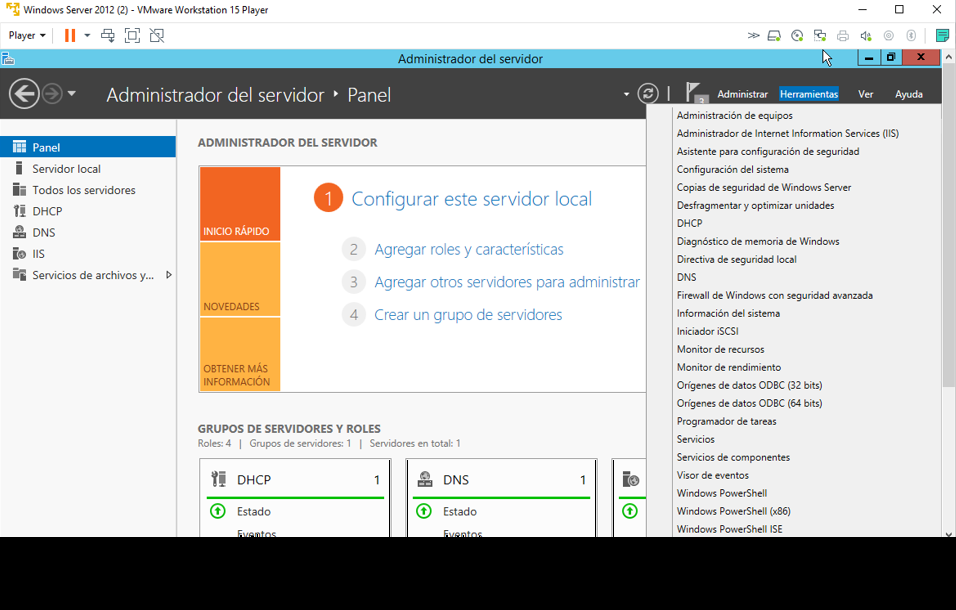 Windows Server 2012 (2) - VMware Workstation 15 Player
Player
Administrador del servidor
Administrador del servidor
Panel
3
Administrar
Herramientas
Ver
Ayuda
Panel
Servidor local
Todos los servidores
DHCP
DNS
IIS
Servicios de archivos y...
ADMINISTRADOR DEL SERVIDOR
INICIO RÁPIDO
NOVEDADES
OBTENER MÁS
INFORMACIÓN
1 Configurar este servidor local
2 Agregar roles y características
3 Agregar otros servidores para administrar
4 Crear un grupo de servidores
GRUPOS DE SERVIDORES Y ROLES
Roles: 4 | Grupos de servidores: 1 | Servidores en total: 1
DHCP 1
Estado
Eventos
DNS 1
Estado
Eventos
Administración de equipos
Administrador de Internet Information Services (IIS)
Asistente para configuración de seguridad
Configuración del sistema
Copias de seguridad de Windows Server
Desfragmentar y optimizar unidades
DHCP
Diagnóstico de memoria de Windows
Directiva de seguridad local
DNS
Firewall de Windows con seguridad avanzada
Información del sistema
Iniciador iSCSI
Monitor de recursos
Monitor de rendimiento
Orígenes de datos ODBC (32 bits)
Orígenes de datos ODBC (64 bits)
Programador de tareas
Servicios
Servicios de componentes
Visor de eventos
Windows PowerShell
Windows PowerShell (x86)
Windows PowerShell ISE